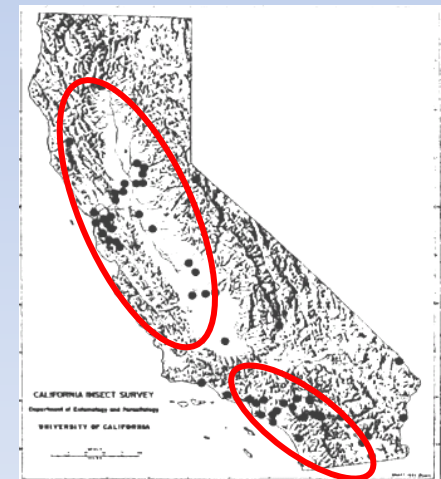 CALIFORNIA INSECT SURVEY
Department of Entomology and Parasitology
UNIVERSITY OF CALIFORNIA